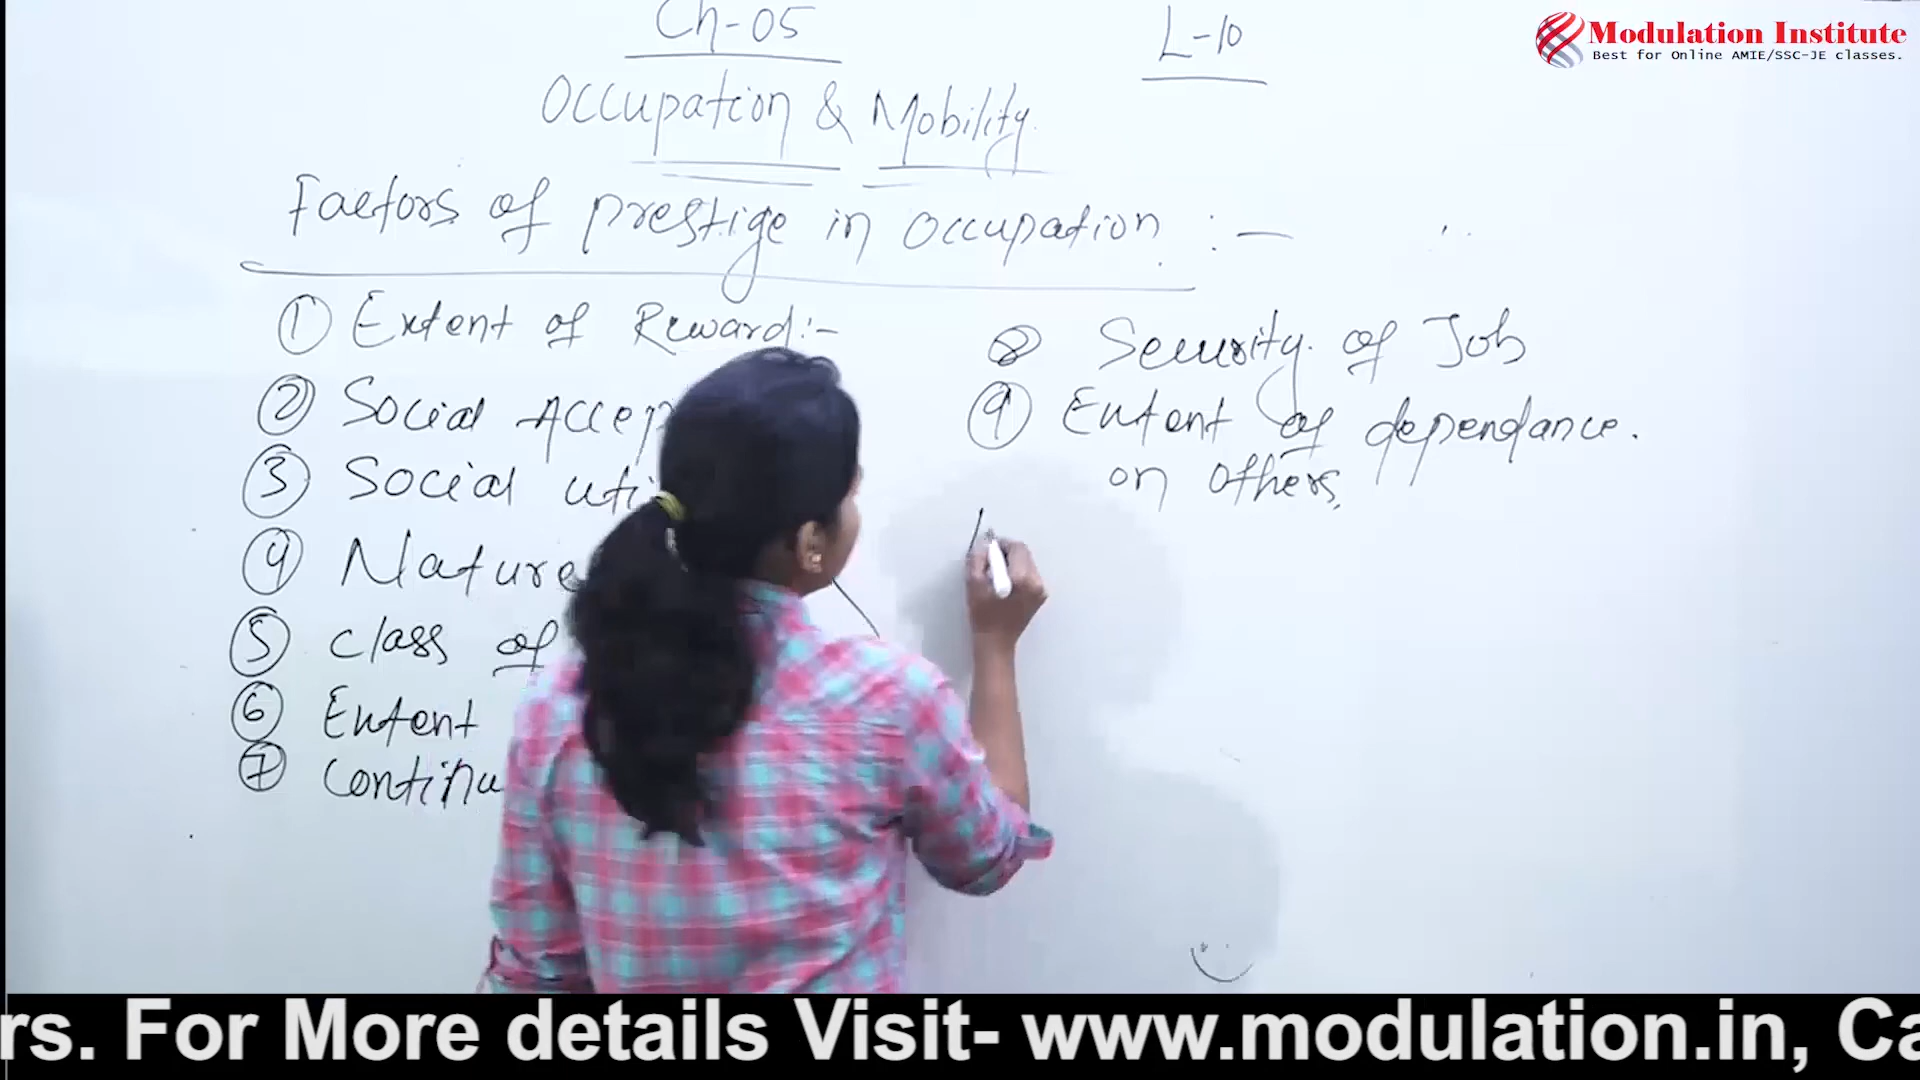 Ch-05
L-10
Modulation Institute
Best for Online AMIE/SSC-JE classes.
Occupation & Mobility
Factors of prestige in occupation :-
① Extent of Reward:-
② Social Accep
③ Social uti
④ Nature
⑤ class of
⑥ Extent
⑦ Continu
⑧ Security of Job
⑨ Extent of dependance.
on others.
rs. For More details Visit- www.modulation.in, Ca